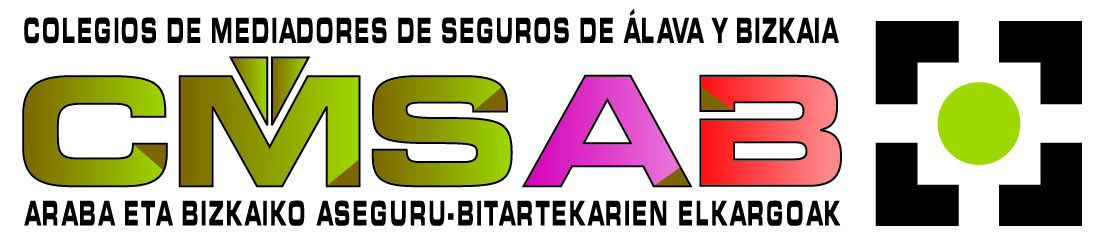 COLEGIOS DE MEDIADORES DE SEGUROS DE ÁLAVA Y BIZKAIA
CMSAB
ARABA ETA BIZKAIKO ASEGURU-BITARTEKARIEN ELKARGOAK